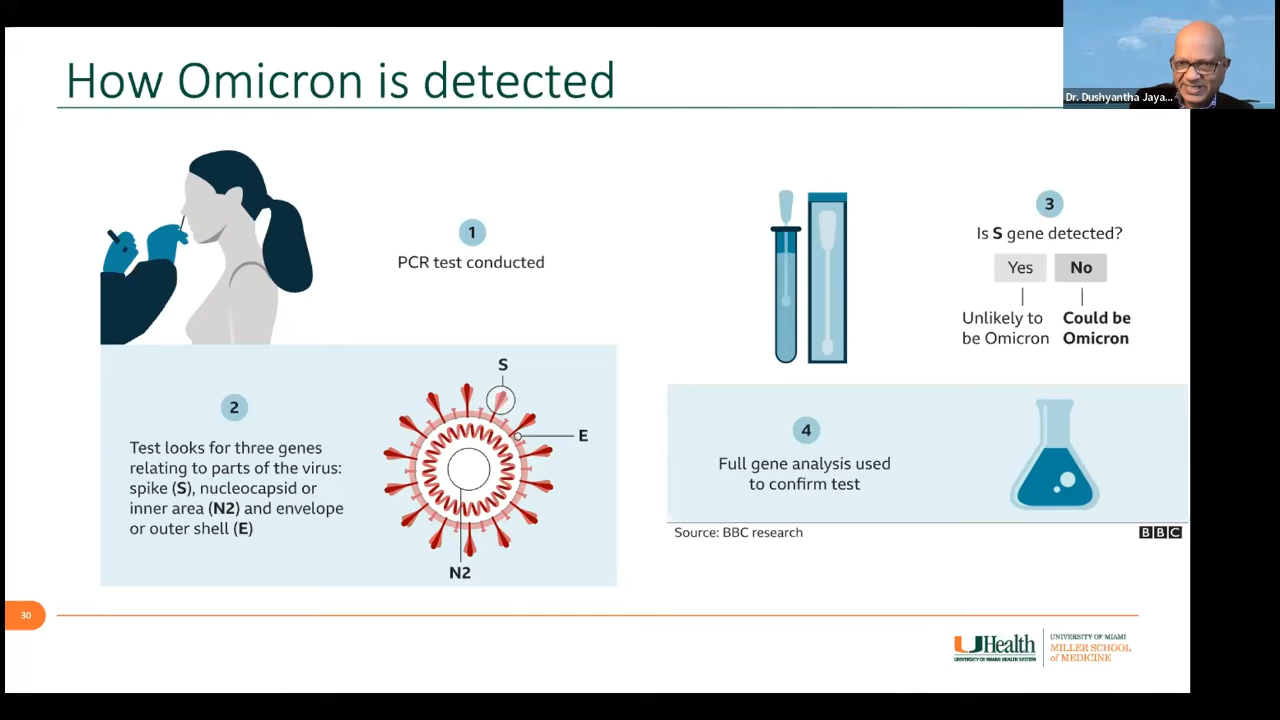 How Omicron is detected
Dr. Dushyantha Jaya...
1
PCR test conducted
2
Test looks for three genes
relating to parts of the virus:
spike (S), nucleocapsid or
inner area (N2) and envelope
or outer shell (E)
S
E
N2
3
Is S gene detected?
Yes No
Unlikely to
be Omicron
Could be
Omicron
4
Full gene analysis used
to confirm test
Source: BBC research
BBC
30
UHealth
UNIVERSITY OF MIAMI HEALTH SYSTEM
UNIVERSITY OF MIAMI
MILLER SCHOOL
of MEDICINE